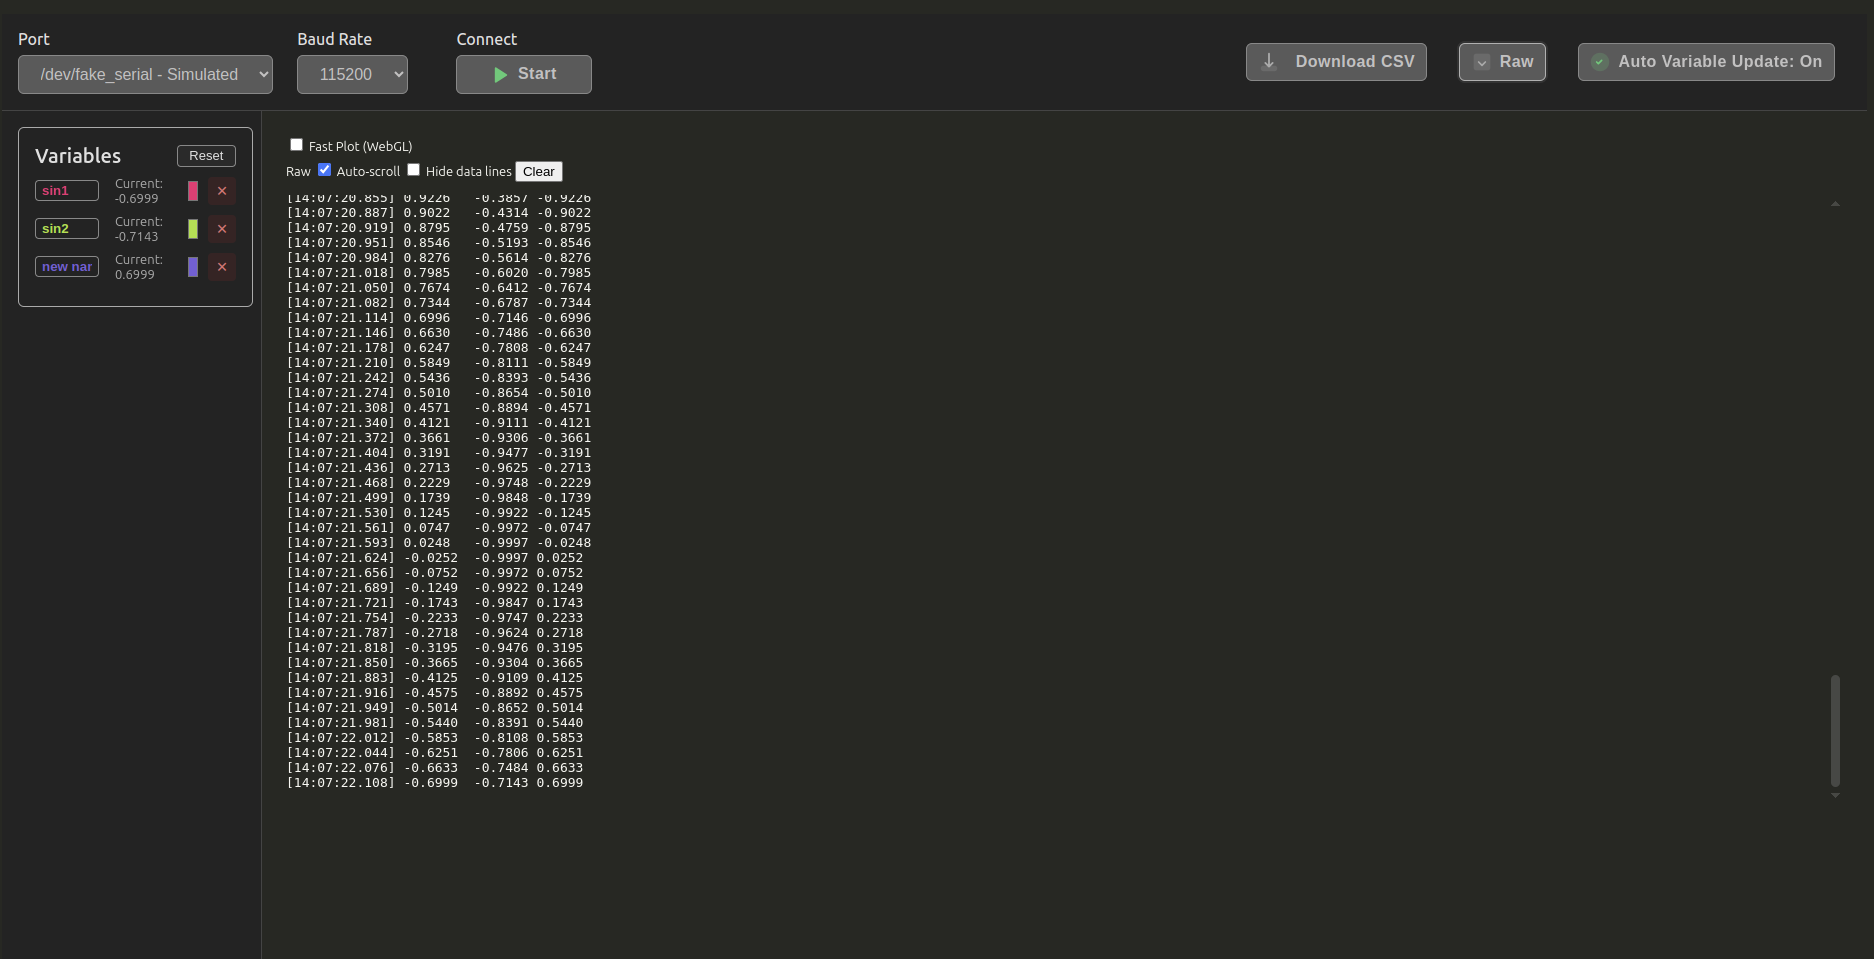 Port
Baud Rate
Connect
/dev/fake_serial - Simulated
115200
Start
Download CSV
Raw
Auto Variable Update: On
Variables
Reset
sin1
Current:
-0.6999
sin2
Current:
-0.7143
new nar
Current:
0.6999
Fast Plot (WebGL)
Raw Auto-scroll Hide data lines Clear
[14:07:20.855] 0.9226 -0.3857 -0.9226
[14:07:20.887] 0.9022 -0.4314 -0.9022
[14:07:20.919] 0.8795 -0.4759 -0.8795
[14:07:20.951] 0.8546 -0.5193 -0.8546
[14:07:20.984] 0.8276 -0.5614 -0.8276
[14:07:21.018] 0.7985 -0.6020 -0.7985
[14:07:21.050] 0.7674 -0.6412 -0.7674
[14:07:21.082] 0.7344 -0.6787 -0.7344
[14:07:21.114] 0.6996 -0.7146 -0.6996
[14:07:21.146] 0.6630 -0.7486 -0.6630
[14:07:21.178] 0.6247 -0.7808 -0.6247
[14:07:21.210] 0.5849 -0.8111 -0.5849
[14:07:21.242] 0.5436 -0.8393 -0.5436
[14:07:21.274] 0.5010 -0.8654 -0.5010
[14:07:21.308] 0.4571 -0.8894 -0.4571
[14:07:21.340] 0.4121 -0.9111 -0.4121
[14:07:21.372] 0.3661 -0.9306 -0.3661
[14:07:21.404] 0.3191 -0.9477 -0.3191
[14:07:21.436] 0.2713 -0.9625 -0.2713
[14:07:21.468] 0.2229 -0.9748 -0.2229
[14:07:21.499] 0.1739 -0.9848 -0.1739
[14:07:21.530] 0.1245 -0.9922 -0.1245
[14:07:21.561] 0.0747 -0.9972 -0.0747
[14:07:21.593] 0.0248 -0.9997 -0.0248
[14:07:21.624] -0.0252 -0.9997 0.0252
[14:07:21.656] -0.0752 -0.9972 0.0752
[14:07:21.689] -0.1249 -0.9922 0.1249
[14:07:21.721] -0.1743 -0.9847 0.1743
[14:07:21.754] -0.2233 -0.9747 0.2233
[14:07:21.787] -0.2718 -0.9624 0.2718
[14:07:21.818] -0.3195 -0.9476 0.3195
[14:07:21.850] -0.3665 -0.9304 0.3665
[14:07:21.883] -0.4125 -0.9109 0.4125
[14:07:21.916] -0.4575 -0.8892 0.4575
[14:07:21.949] -0.5014 -0.8652 0.5014
[14:07:21.981] -0.5440 -0.8391 0.5440
[14:07:22.012] -0.5853 -0.8108 0.5853
[14:07:22.044] -0.6251 -0.7806 0.6251
[14:07:22.076] -0.6633 -0.7484 0.6633
[14:07:22.108] -0.6999 -0.7143 0.6999